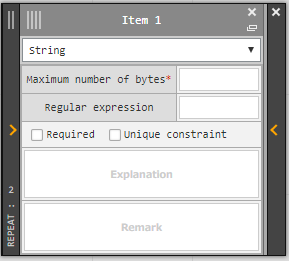 Item 1
String
Maximum number of bytes*
Regular expression
Required
Unique constraint
Explanation
Remark
REPEAT : 2